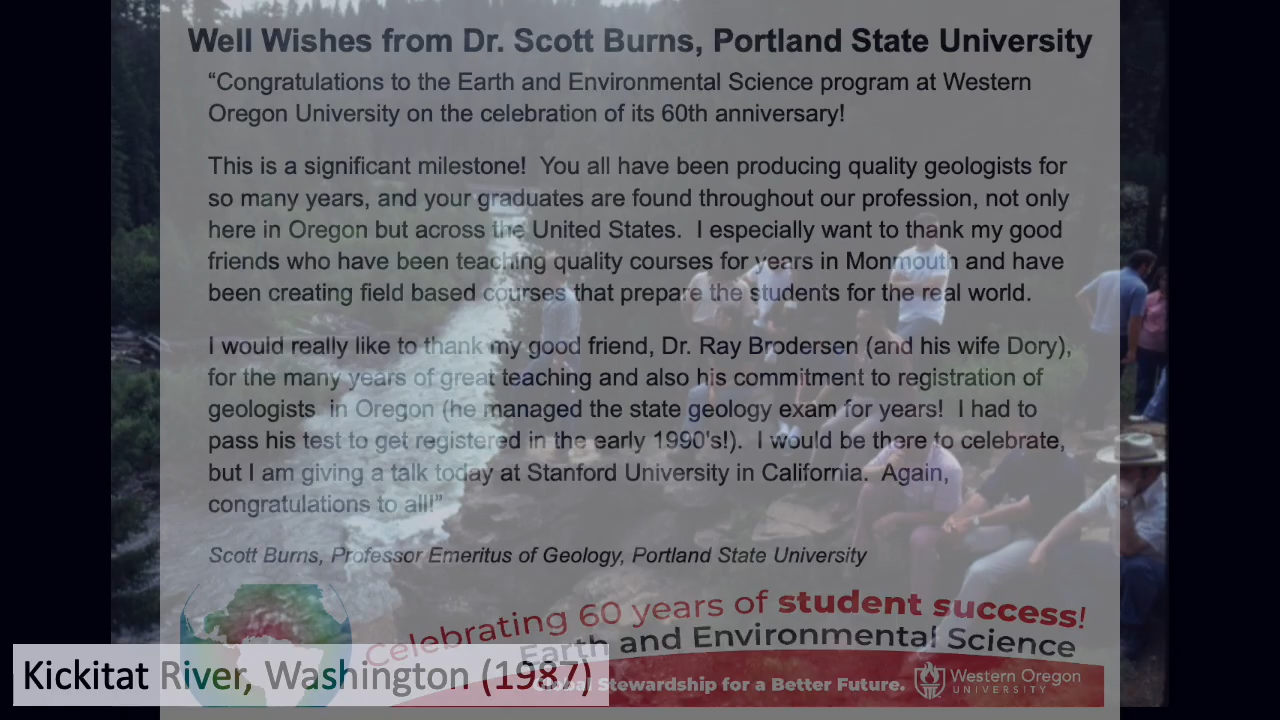 Well Wishes from Dr. Scott Burns, Portland State University
“Congratulations to the Earth and Environmental Science program at Western
Oregon University on the celebration of its 60th anniversary!
This is a significant milestone!  You all have been producing quality geologists for
so many years, and your graduates are found throughout our profession, not only
here in Oregon but across the United States.  I especially want to thank my good
friends who have been teaching quality courses for years in Monmouth and have
been creating field based courses that prepare the students for the real world.
I would really like to thank my good friend, Dr. Ray Brodersen (and his wife Dory),
for the many years of great teaching and also his commitment to registration of
geologists  in Oregon (he managed the state geology exam for years!  I had to
pass his test to get registered in the early 1990's!).  I would be there to celebrate,
but I am giving a talk today at Stanford University in California.  Again,
congratulations to all!”
Scott Burns, Professor Emeritus of Geology, Portland State University
Celebrating 60 years of student success!
Earth and Environmental Science
Kickitat River, Washington (1987)
Global Stewardship for a Better Future.
Western Oregon
UNIVERSITY